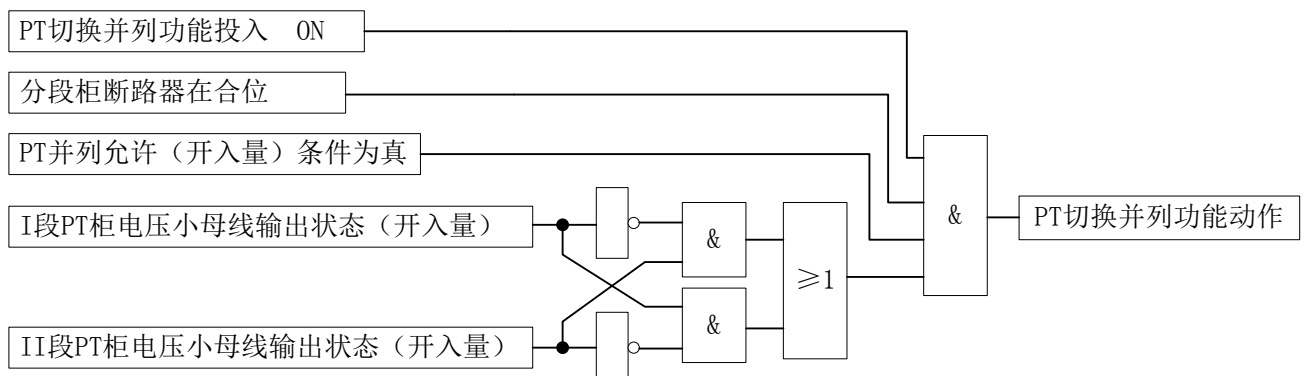 PT切换并列功能投入 ON
分段柜断路器在合位
PT并列允许（开入量）条件为真
I段PT柜电压小母线输出状态（开入量）
II段PT柜电压小母线输出状态（开入量）
&
&
≥1
&
PT切换并列功能动作